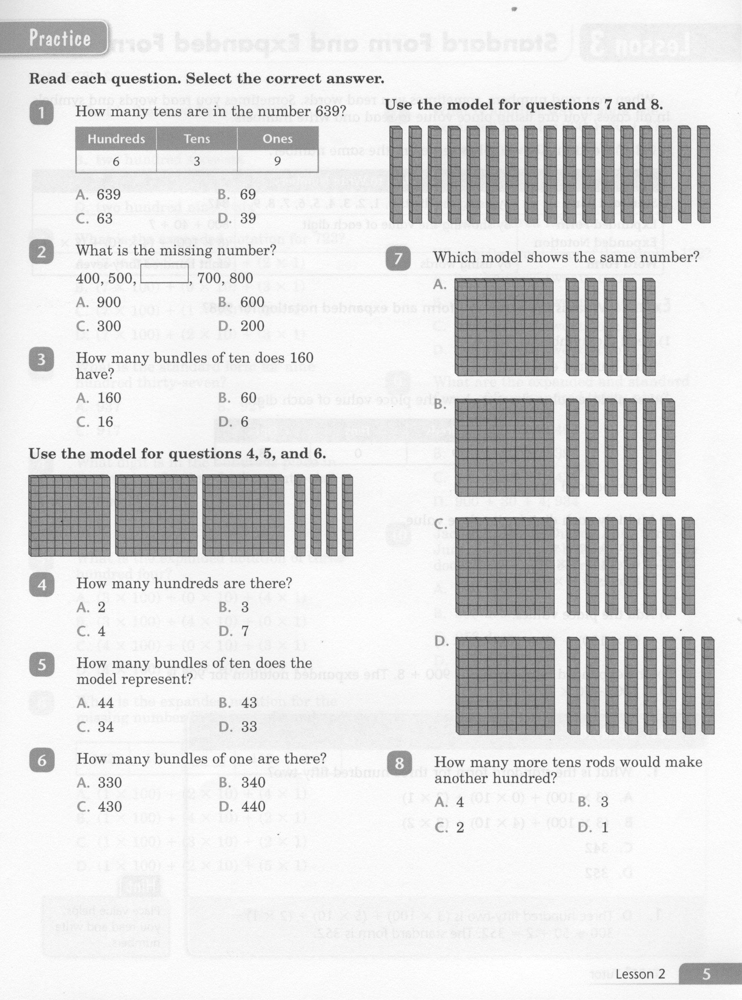 Practice
Read each question. Select the correct answer.
1 How many tens are in the number 639?
Hundreds Tens Ones
6 3 9
A. 639 B. 69
C. 63 D. 39
2 What is the missing number?
400, 500, , 700, 800
A. 900 B. 600
C. 300 D. 200
3 How many bundles of ten does 160
have?
A. 160 B. 60
C. 16 D. 6
Use the model for questions 4, 5, and 6.
4 How many hundreds are there?
A. 2 B. 3
C. 4 D. 7
5 How many bundles of ten does the
model represent?
A. 44 B. 43
C. 34 D. 33
6 How many bundles of one are there?
A. 330 B. 340
C. 430 D. 440
Use the model for questions 7 and 8.
7 Which model shows the same number?
A.
B.
C.
D.
8 How many more tens rods would make
another hundred?
A. 4 B. 3
C. 2 D. 1
Lesson 2 5